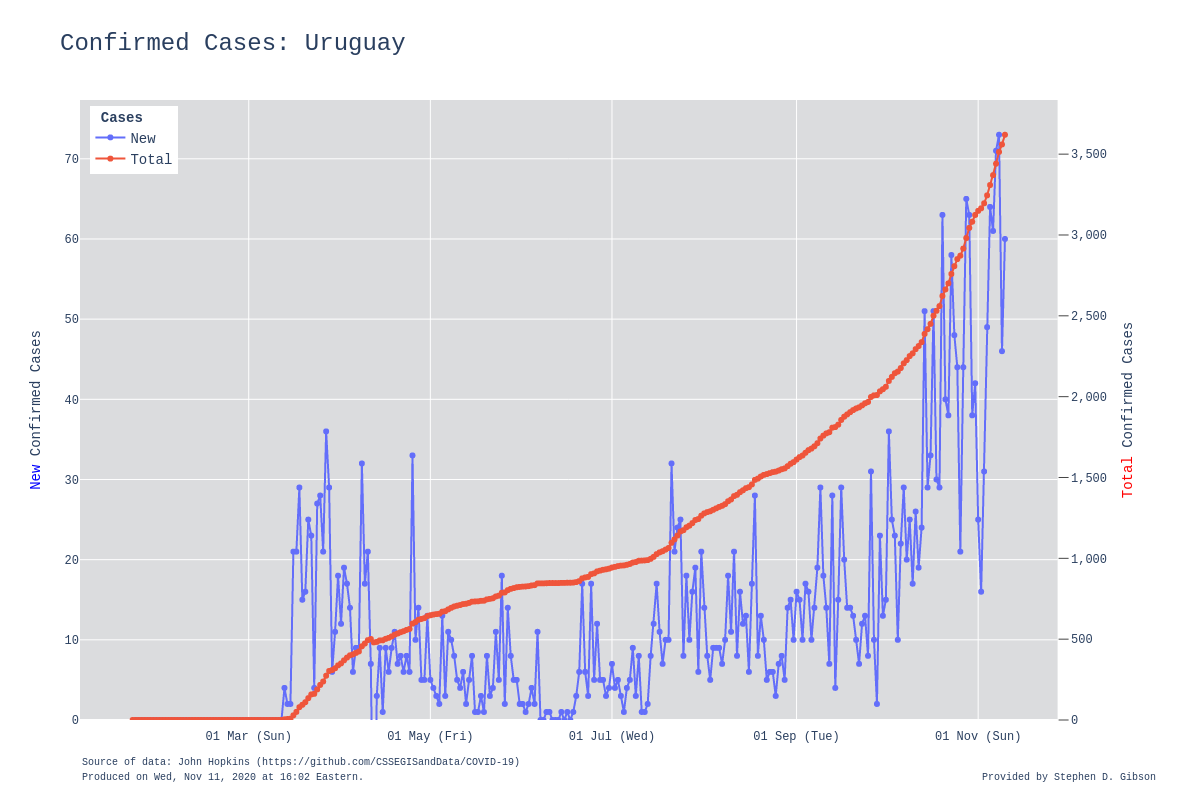 Confirmed Cases: Uruguay
Cases
New
Total
70
60
50
40
30
20
10
0
3,500
3,000
2,500
2,000
1,500
1,000
500
0
New Confirmed Cases
Total Confirmed Cases
01 Mar (Sun) 01 May (Fri) 01 Jul (Wed) 01 Sep (Tue) 01 Nov (Sun)
Source of data: John Hopkins (https://github.com/CSSEGISandData/COVID-19)
Produced on Wed, Nov 11, 2020 at 16:02 Eastern.
Provided by Stephen D. Gibson